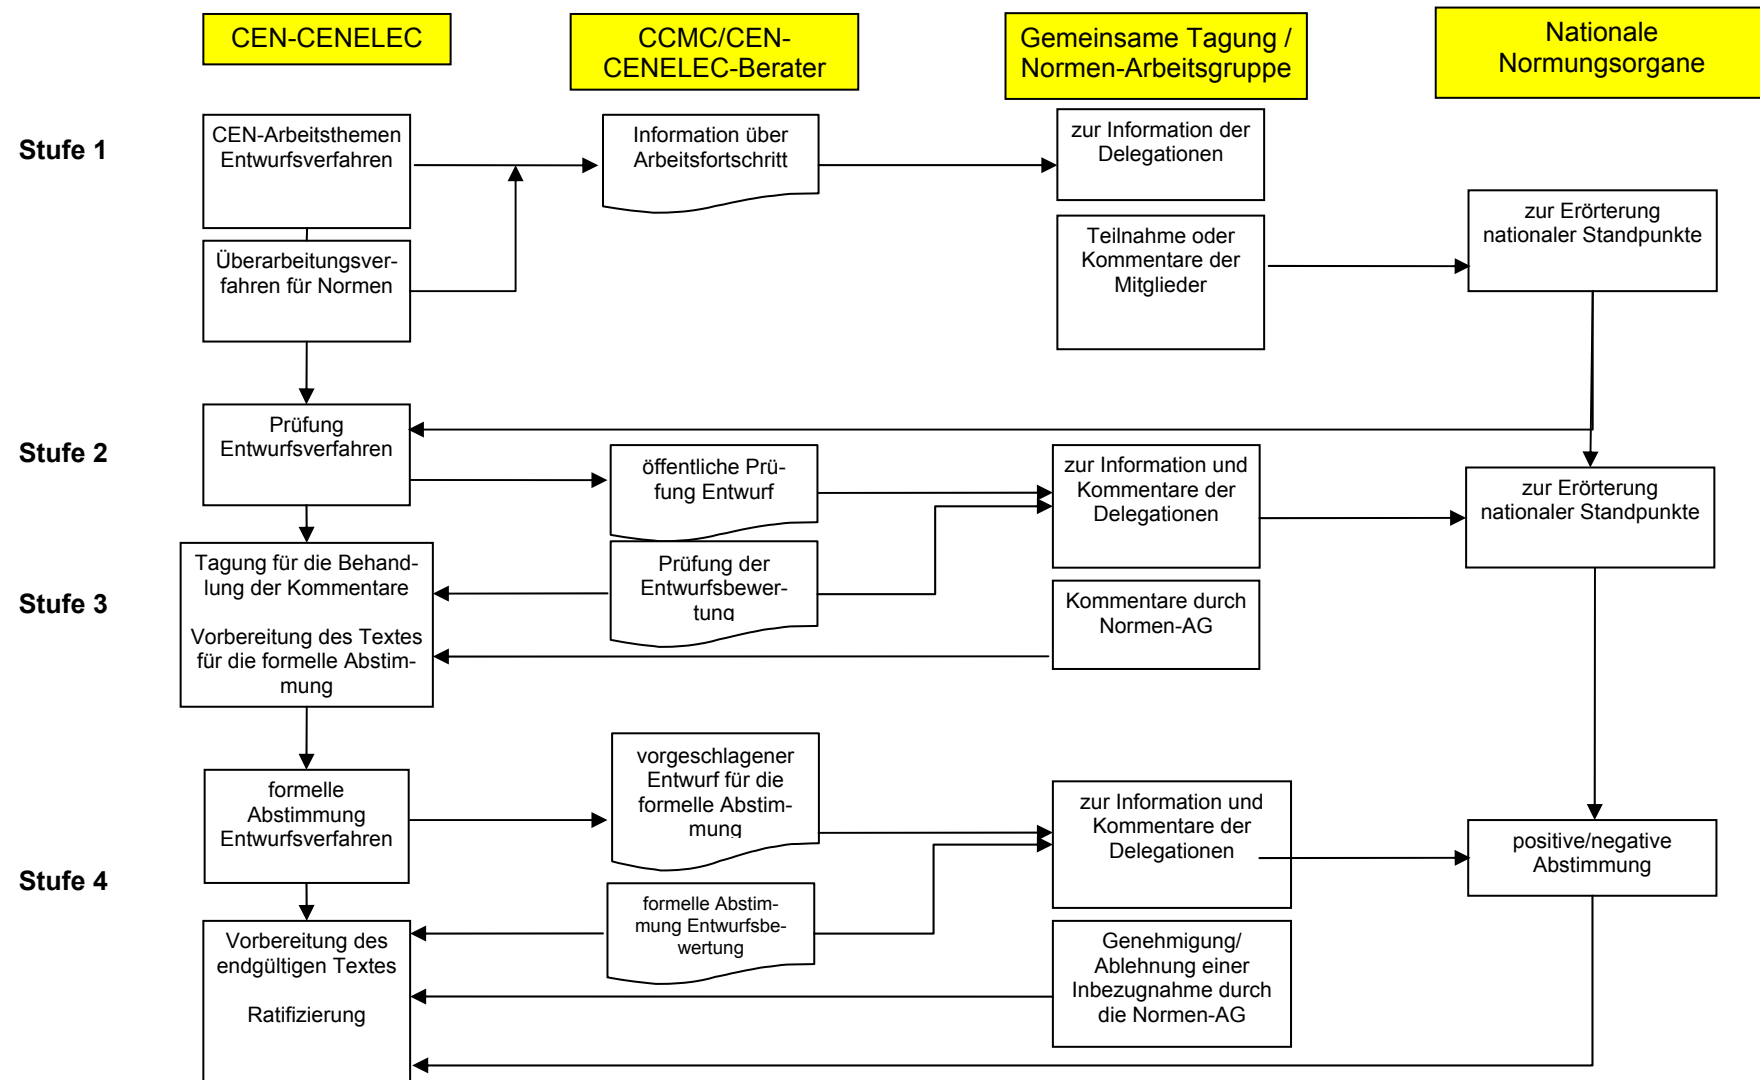 CEN-CENELEC
CCMC/CEN-
CENELEC-Berater
Gemeinsame Tagung /
Normen-Arbeitsgruppe
Nationale
Normungsorgane
Stufe 1
CEN-Arbeitsthemen
Entwurfsverfahren
Information über
Arbeitsfortschritt
zur Information der
Delegationen
Überarbeitungsver-
fahren für Normen
Teilnahme oder
Kommentare der
Mitglieder
zur Erörterung
nationaler Standpunkte
Stufe 2
Prüfung
Entwurfsverfahren
öffentliche Prü-
fung Entwurf
zur Information und
Kommentare der
Delegationen
zur Erörterung
nationaler Standpunkte
Stufe 3
Tagung für die Behand-
lung der Kommentare
Vorbereitung des Textes
für die formelle Abstim-
mung
Prüfung der
Entwurfsbewer-
tung
Kommentare durch
Normen-AG
Stufe 4
formelle
Abstimmung
Entwurfsverfahren
vorgeschlagener
Entwurf für die
formelle Abstim-
mung
zur Information und
Kommentare der
Delegationen
positive/negative
Abstimmung
Vorbereitung des
endgültigen Textes
Ratifizierung
formelle Abstim-
mung Entwurfsbe-
wertung
Genehmigung/
Ablehnung einer
Inbezugnahme durch
die Normen-AG